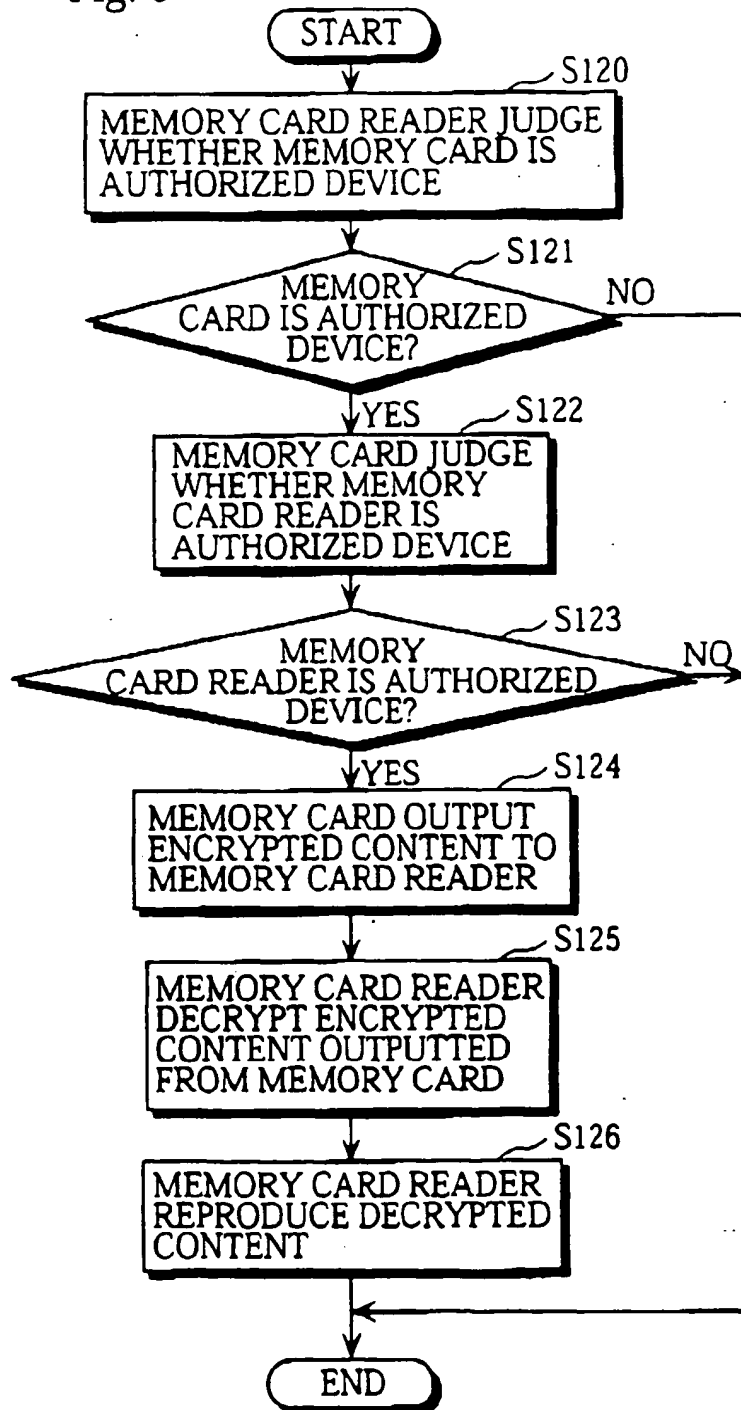 Fig.
START
S120
MEMORY CARD READER JUDGE
WHETHER MEMORY CARD IS
AUTHORIZED DEVICE
S121
MEMORY
CARD IS AUTHORIZED
DEVICE?
NO
YES
S122
MEMORY CARD JUDGE
WHETHER MEMORY
CARD READER IS
AUTHORIZED DEVICE
S123
MEMORY
CARD READER IS AUTHORIZED
DEVICE?
NO
YES
S124
MEMORY CARD OUTPUT
ENCRYPTED CONTENT TO
MEMORY CARD READER
S125
MEMORY CARD READER
DECRYPT ENCRYPTED
CONTENT OUTPUTTED
FROM MEMORY CARD
S126
MEMORY CARD READER
REPRODUCE DECRYPTED
CONTENT
END